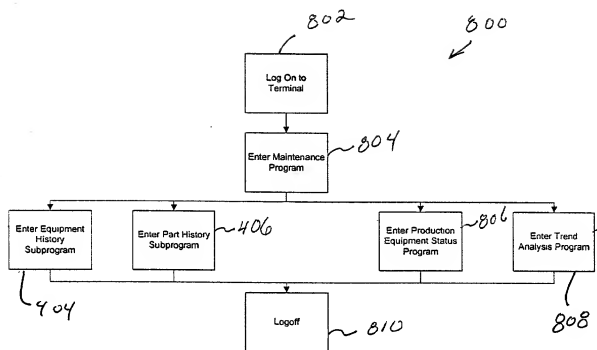 802
800
Log On to
Terminal
Enter Maintenance
Program
804
Enter Equipment
History
Subprogram
404
Enter Part History
Subprogram
406
Enter Production
Equipment Status
Program
806
Enter Trend
Analysis Program
808
Logoff
810